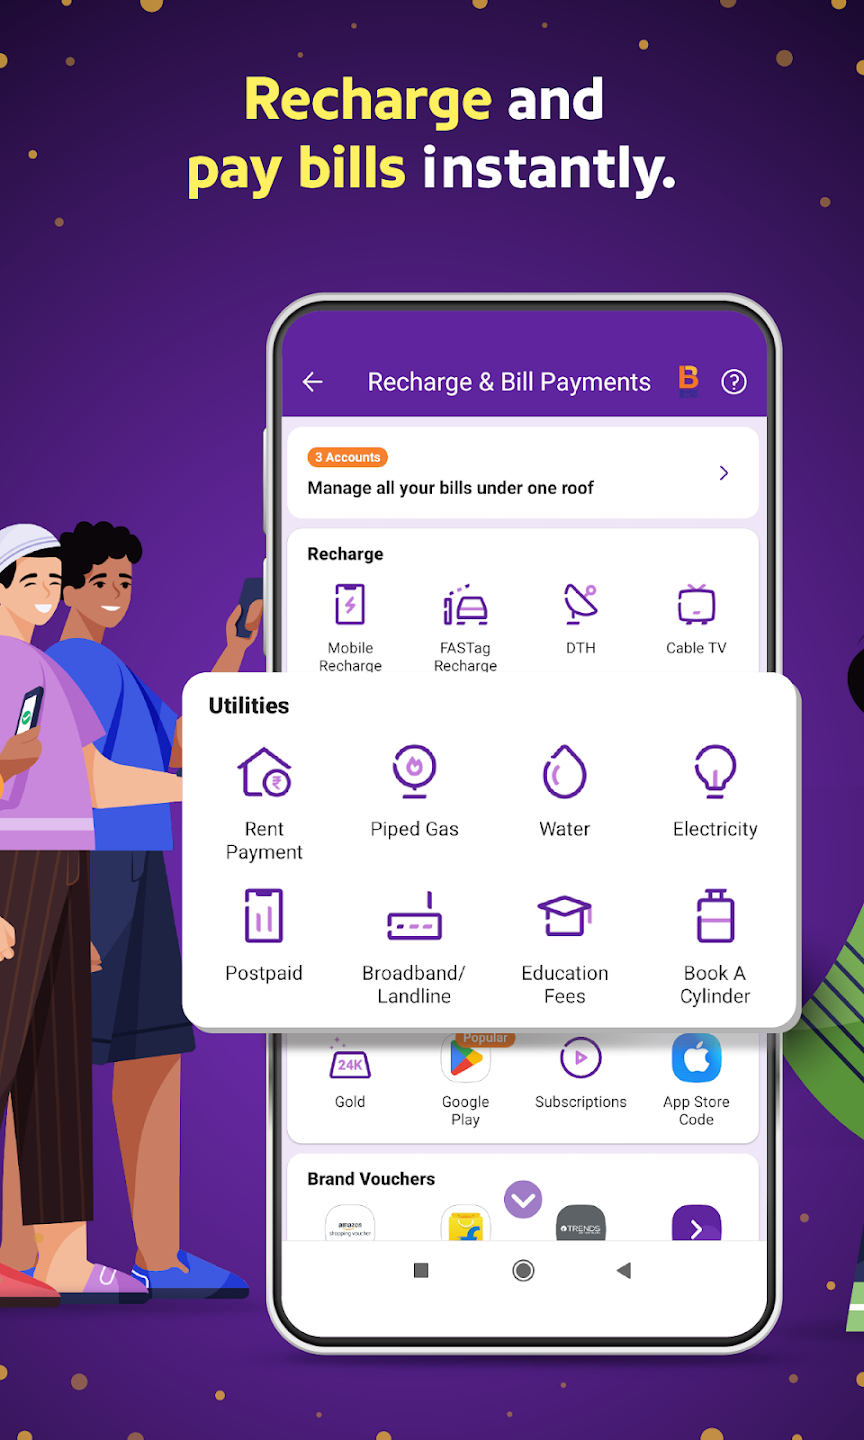 Recharge and
pay bills instantly.
Recharge & Bill Payments
B
3 Accounts
Manage all your bills under one roof
Recharge
Mobile
Recharge
FASTag
Recharge
DTH
Cable TV
Utilities
Rent
Payment
Piped Gas
Water
Electricity
Postpaid
Broadband/
Landline
Education
Fees
Book A
Cylinder
24K
Gold
Popular
Google
Play
Subscriptions
App Store
Code
Brand Vouchers
amazon
shopping voucher
TRENDS